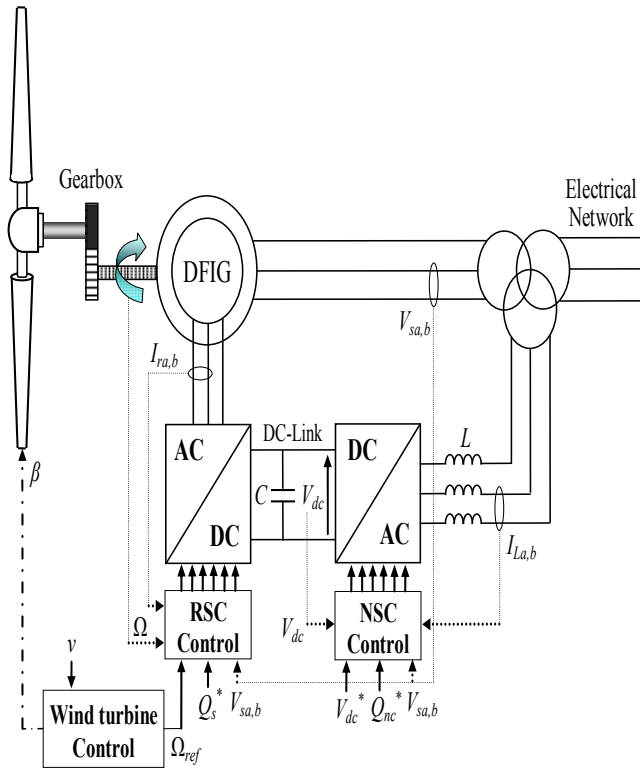 Gearbox
Electrical
Network
DFIG
V_{sa,b}
I_{ra,b}
AC
DC
DC-Link
C
V_{dc}
DC
AC
L
I_{La,b}
β
RSC
Control
Ω
NSC
Control
V_{dc}
v
Q_s^*
V_{sa,b}
V_{dc}^*
Q_{nc}^*
V_{sa,b}
Wind turbine
Control
Ω_{ref}